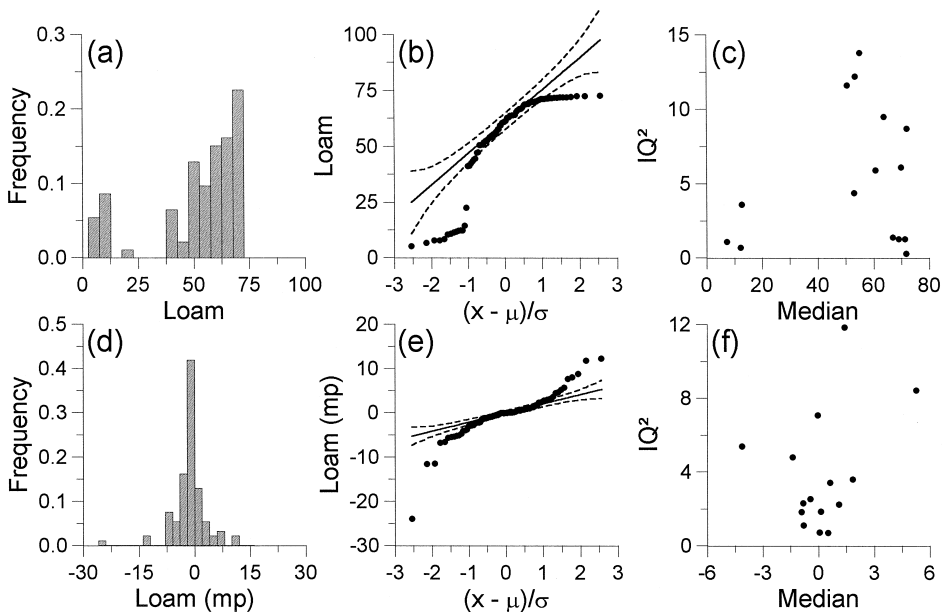 (a)
Frequency
0.3
0.2
0.1
0.0
0 25 50 75 100
Loam
(b)
Loam
100
75
50
25
0
-3 -2 -1 0 1 2 3
(x - μ)/σ
(c)
IQ²
15
10
5
0
0 20 40 60 80
Median
(d)
Frequency
0.5
0.4
0.3
0.2
0.1
0.0
-30 -15 0 15 30
Loam (mp)
(e)
Loam (mp)
20
10
0
-10
-20
-30
-3 -2 -1 0 1 2 3
(x - μ)/σ
(f)
IQ²
12
8
4
0
-6 -3 0 3 6
Median